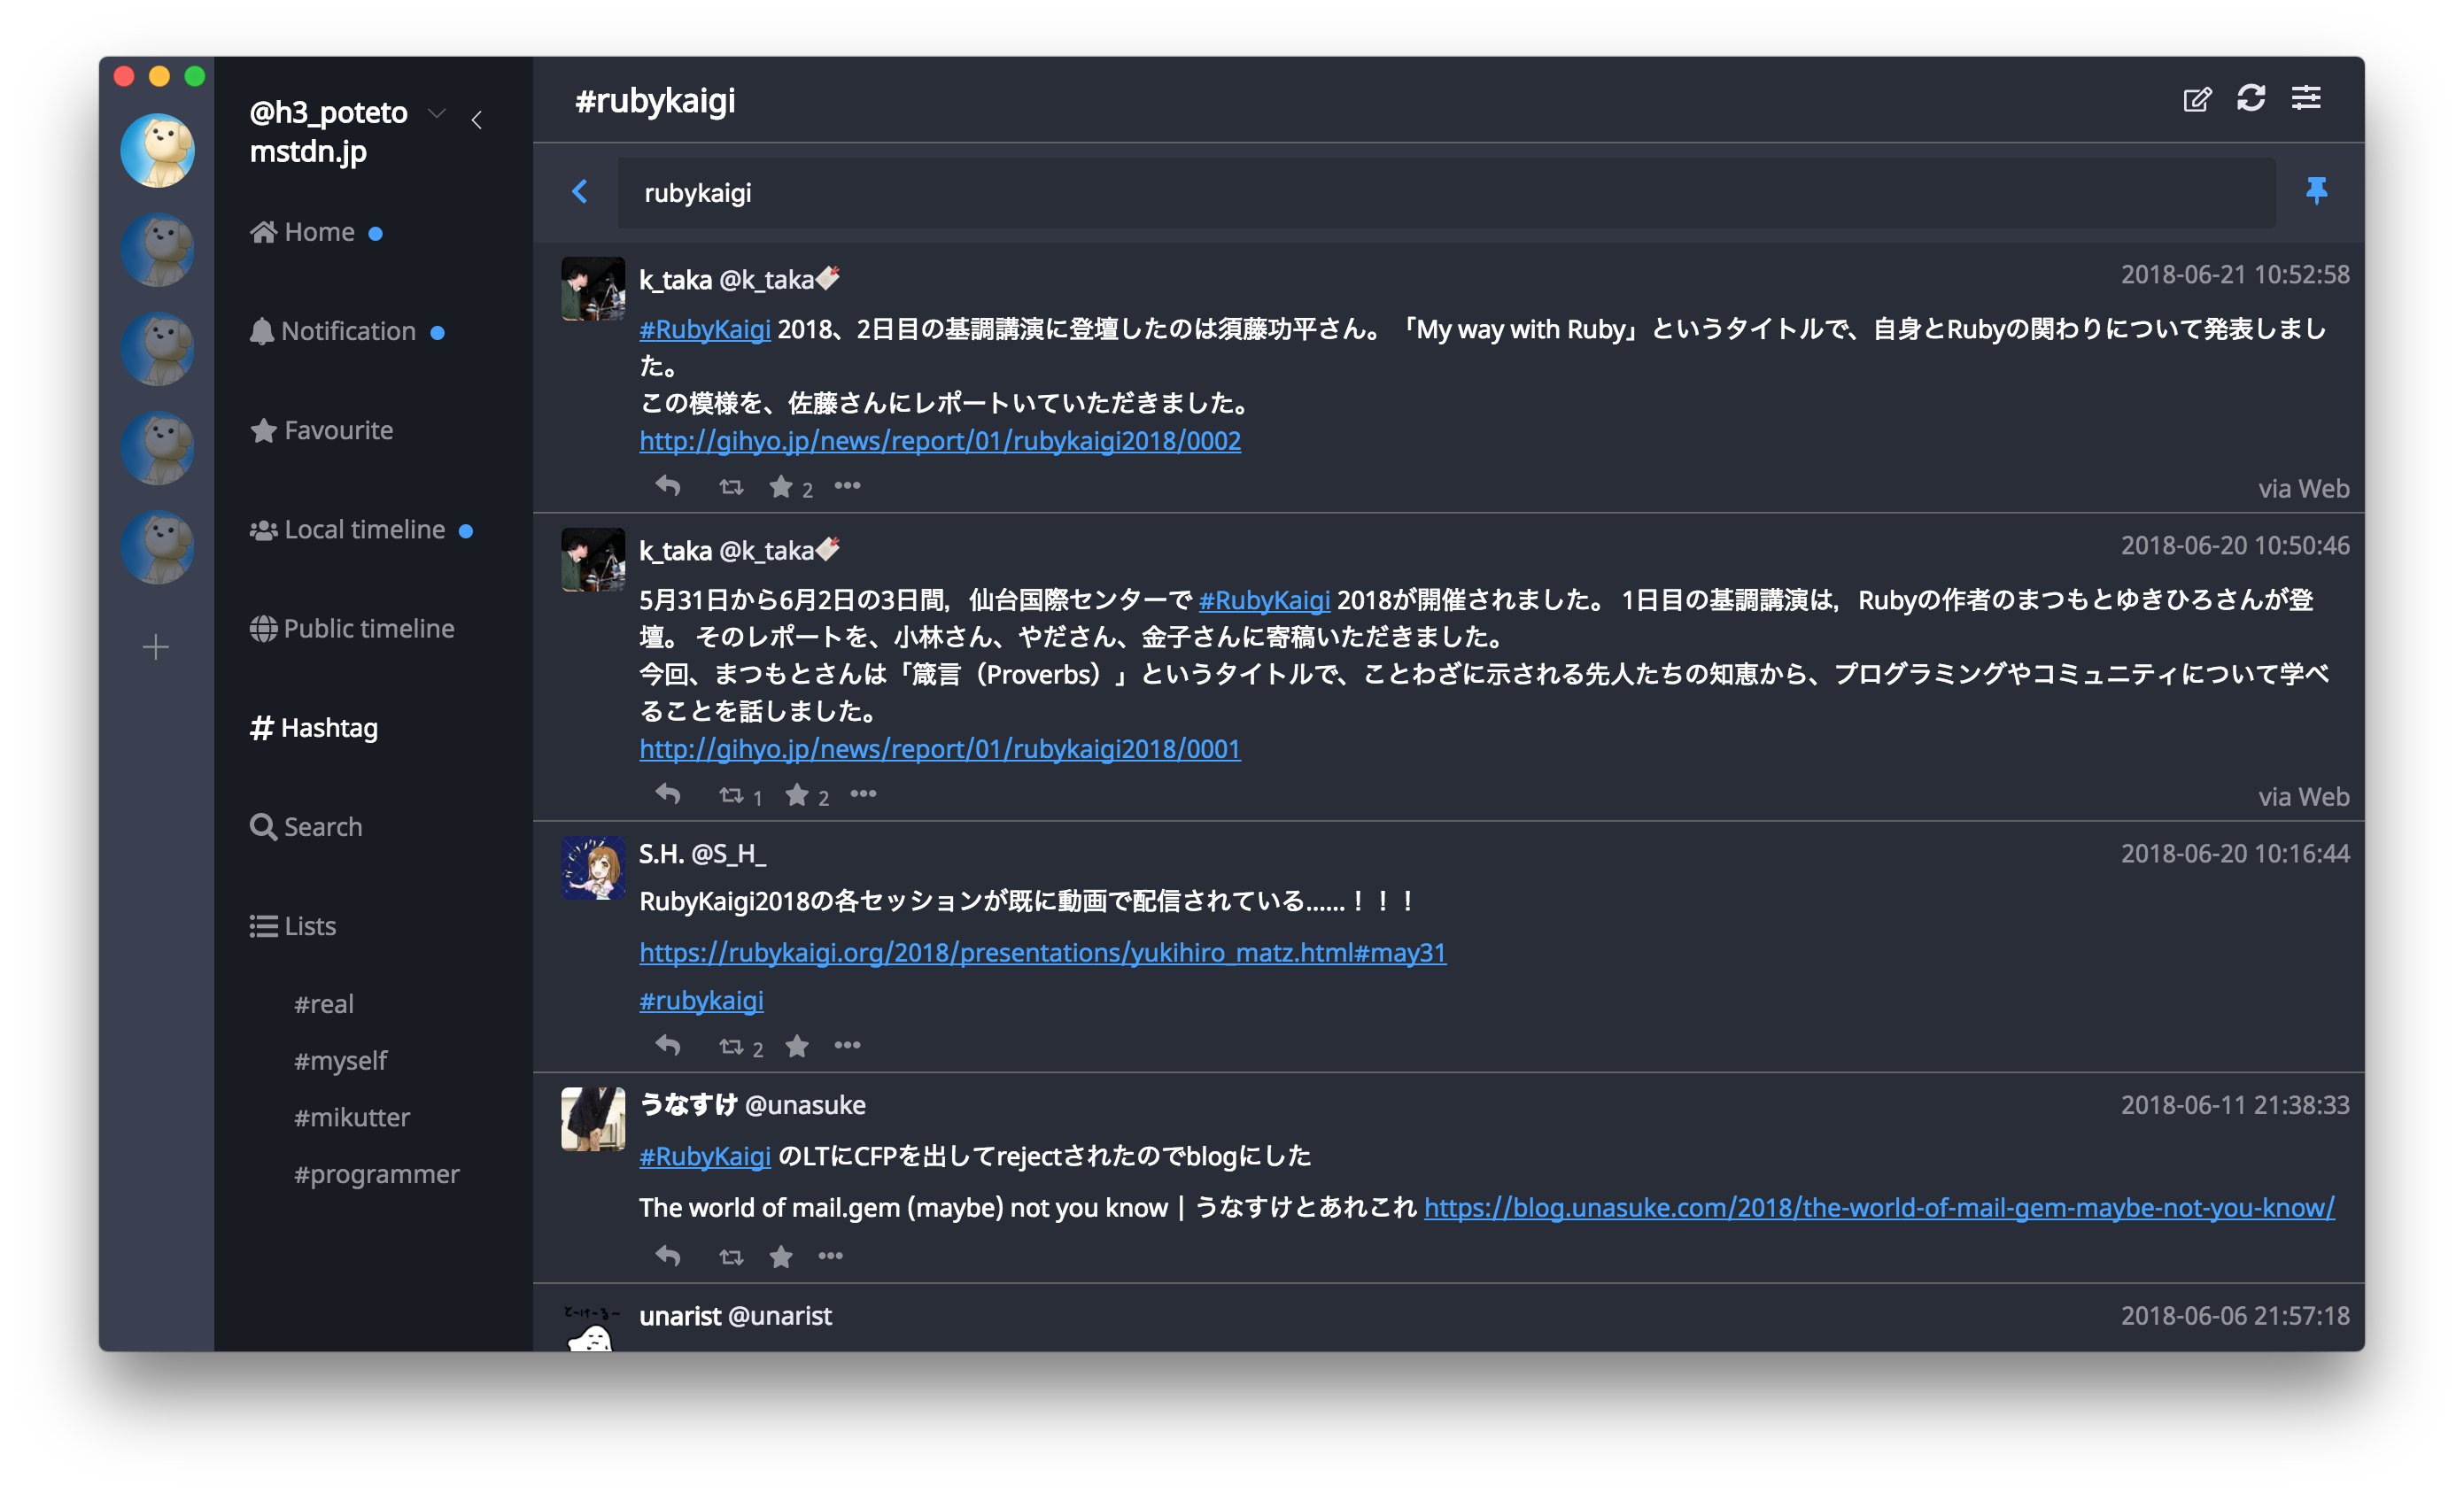 @h3_poteto
mstdn.jp
Home
Notification
Favourite
Local timeline
Public timeline
# Hashtag
Search
Lists
#real
#myself
#mikutter
#programmer
#rubykaigi
rubykaigi
k_taka @k_taka
2018-06-21 10:52:58
#RubyKaigi 2018、2日目の基調講演に登壇したのは須藤功平さん。「My way with Ruby」というタイトルで、自身とRubyの関わりについて発表しまし
た。
この模様を、佐藤さんにレポートいていただきました。
http://gihyo.jp/news/report/01/rubykaigi2018/0002
2
via Web
k_taka @k_taka
2018-06-20 10:50:46
5月31日から6月2日の3日間，仙台国際センターで #RubyKaigi 2018が開催されました。 1日目の基調講演は，Rubyの作者のまつもとゆきひろさんが登
壇。 そのレポートを、小林さん、やださん、金子さんに寄稿いただきました。
今回、まつもとさんは「箴言（Proverbs）」というタイトルで、ことわざに示される先人たちの知恵から、プログラミングやコミュニティについて学べ
ることを話しました。
http://gihyo.jp/news/report/01/rubykaigi2018/0001
1 2
via Web
S.H. @S_H_
2018-06-20 10:16:44
RubyKaigi2018の各セッションが既に動画で配信されている......！！！
https://rubykaigi.org/2018/presentations/yukihiro_matz.html#may31
#rubykaigi
2
うなすけ @unasuke
2018-06-11 21:38:33
#RubyKaigi のLTにCFPを出してrejectされたのでblogにした
The world of mail.gem (maybe) not you know | うなすけとあれこれ https://blog.unasuke.com/2018/the-world-of-mail-gem-maybe-not-you-know/
とーけーるー
unarist @unarist
2018-06-06 21:57:18